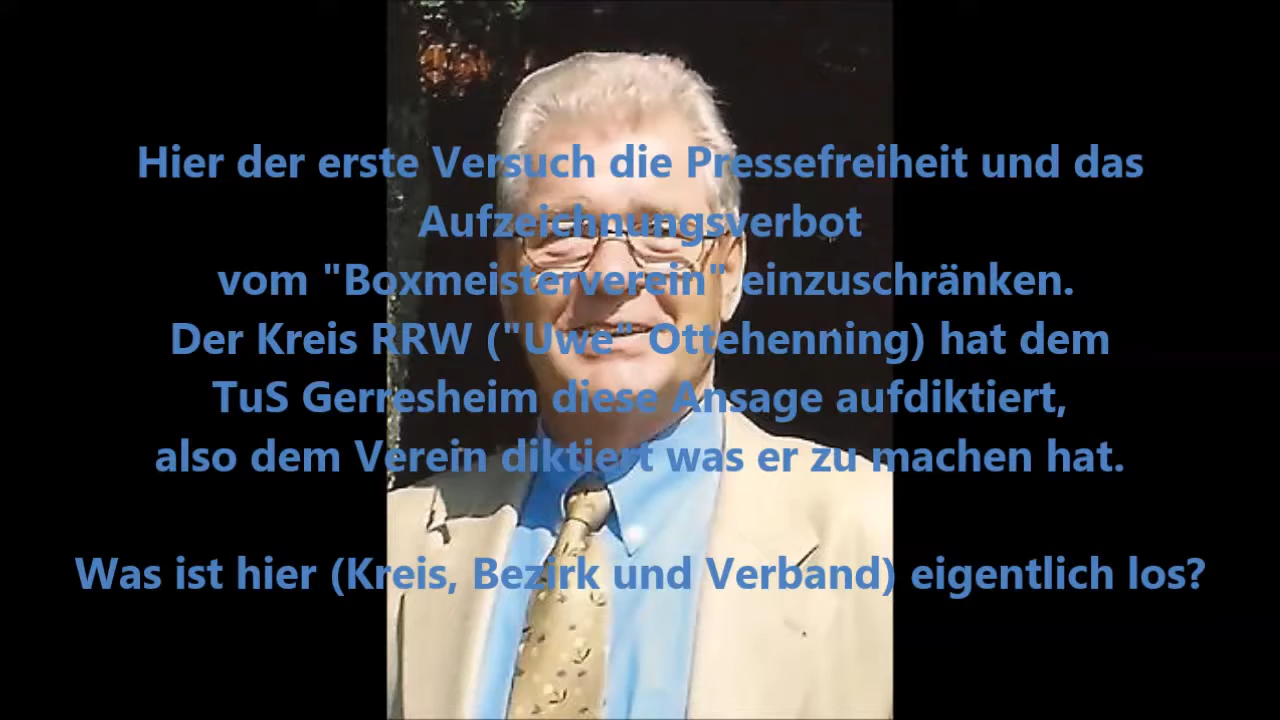 Hier der erste Versuch die Pressefreiheit und das
Aufzeichnungsverbot
vom "Boxmeisterverein" einzuschränken.
Der Kreis RRW ("Uwe" Ottehenning) hat dem
TuS Gerresheim diese Ansage aufdiktiert,
also dem Verein diktiert was er zu machen hat.
Was ist hier (Kreis, Bezirk und Verband) eigentlich los?